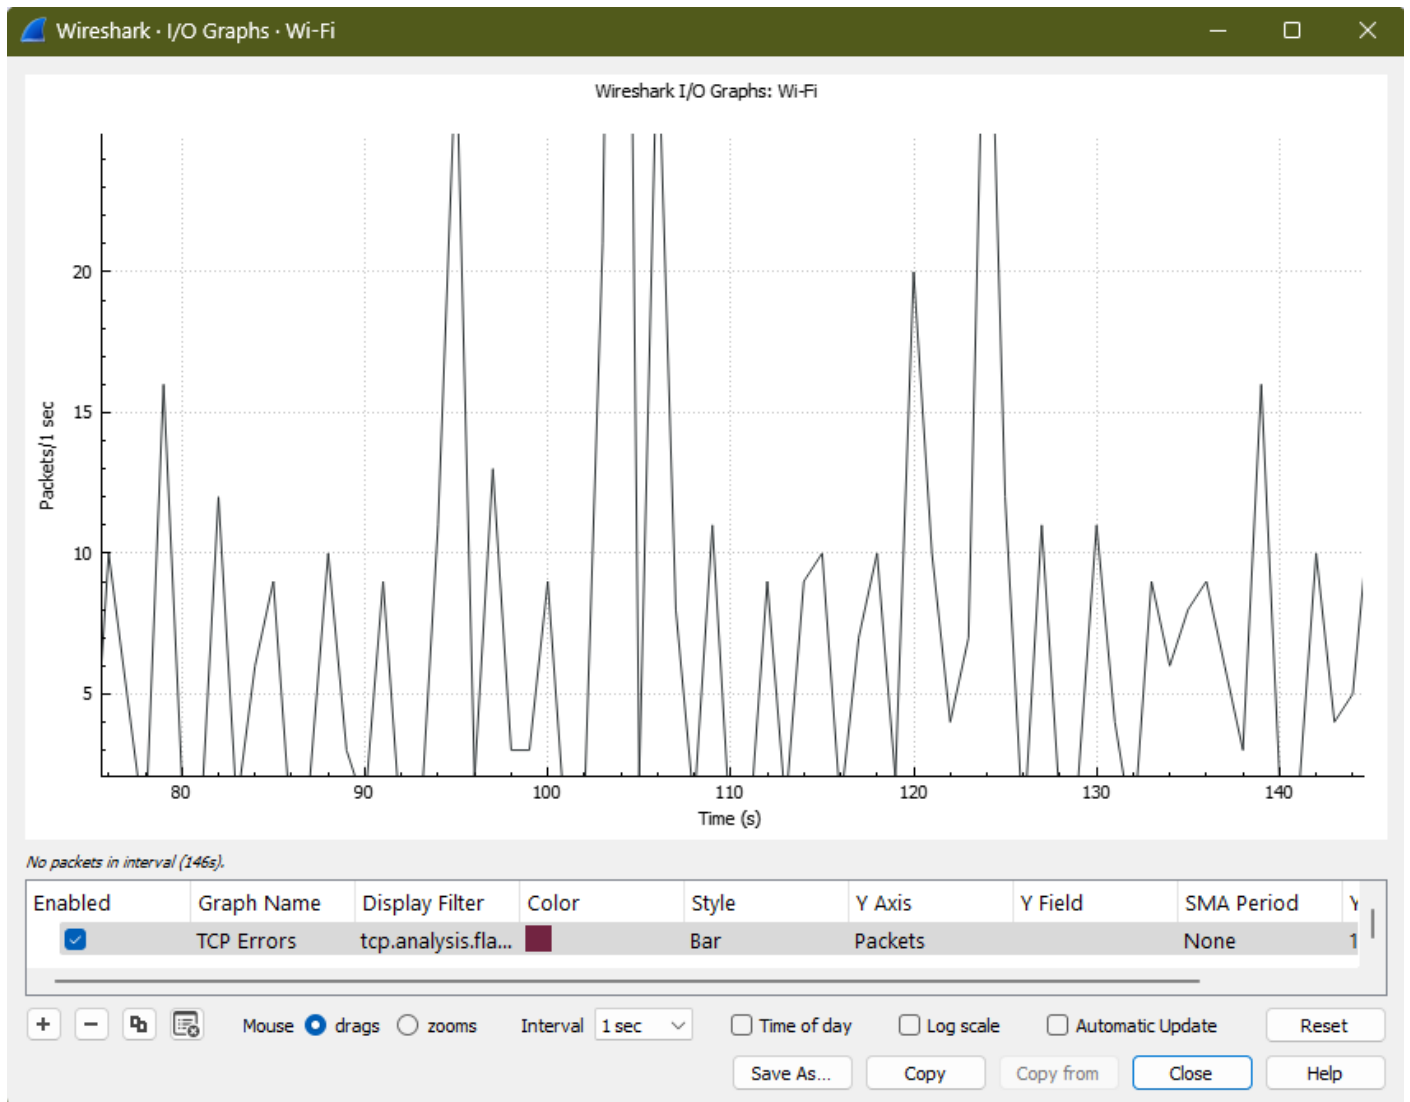 Wireshark · I/O Graphs · Wi-Fi
Wireshark I/O Graphs: Wi-Fi
20
15
10
5
Packets/1 sec
80 90 100 110 120 130 140
Time (s)
No packets in interval (146s).
Enabled Graph Name Display Filter Color Style Y Axis Y Field SMA Period Y
TCP Errors tcp.analysis.fla... Bar Packets None 1
Mouse drags zooms Interval 1 sec Time of day Log scale Automatic Update Reset
Save As... Copy Copy from Close Help